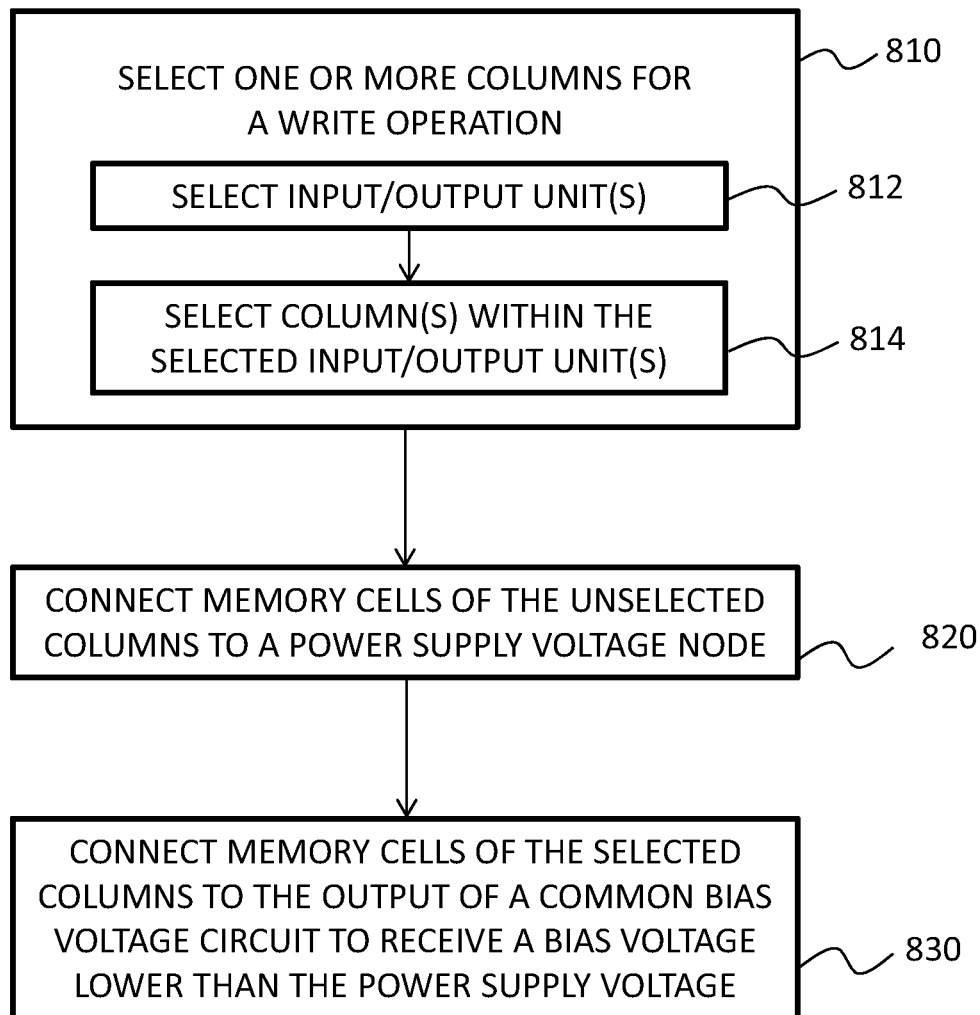 SELECT ONE OR MORE COLUMNS FOR
A WRITE OPERATION
810
SELECT INPUT/OUTPUT UNIT(S)
812
SELECT COLUMN(S) WITHIN THE
SELECTED INPUT/OUTPUT UNIT(S)
814
CONNECT MEMORY CELLS OF THE UNSELECTED
COLUMNS TO A POWER SUPPLY VOLTAGE NODE
820
CONNECT MEMORY CELLS OF THE SELECTED
COLUMNS TO THE OUTPUT OF A COMMON BIAS
VOLTAGE CIRCUIT TO RECEIVE A BIAS VOLTAGE
LOWER THAN THE POWER SUPPLY VOLTAGE
830